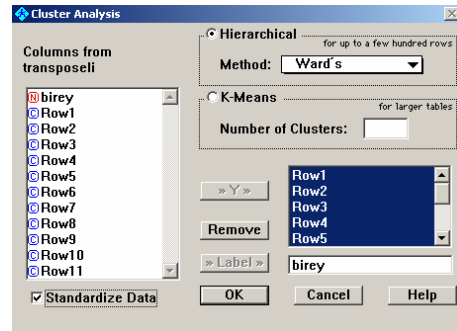 Cluster Analysis
Columns from
transposeli
N birey
C Row1
C Row2
C Row3
C Row4
C Row5
C Row6
C Row7
C Row8
C Row9
C Row10
C Row11
Standardize Data
Hierarchical
for up to a few hundred rows
Method: Ward's
K-Means
for larger tables
Number of Clusters:
» Y »
Remove
» Label »
Row1
Row2
Row3
Row4
Row5
birey
OK Cancel Help